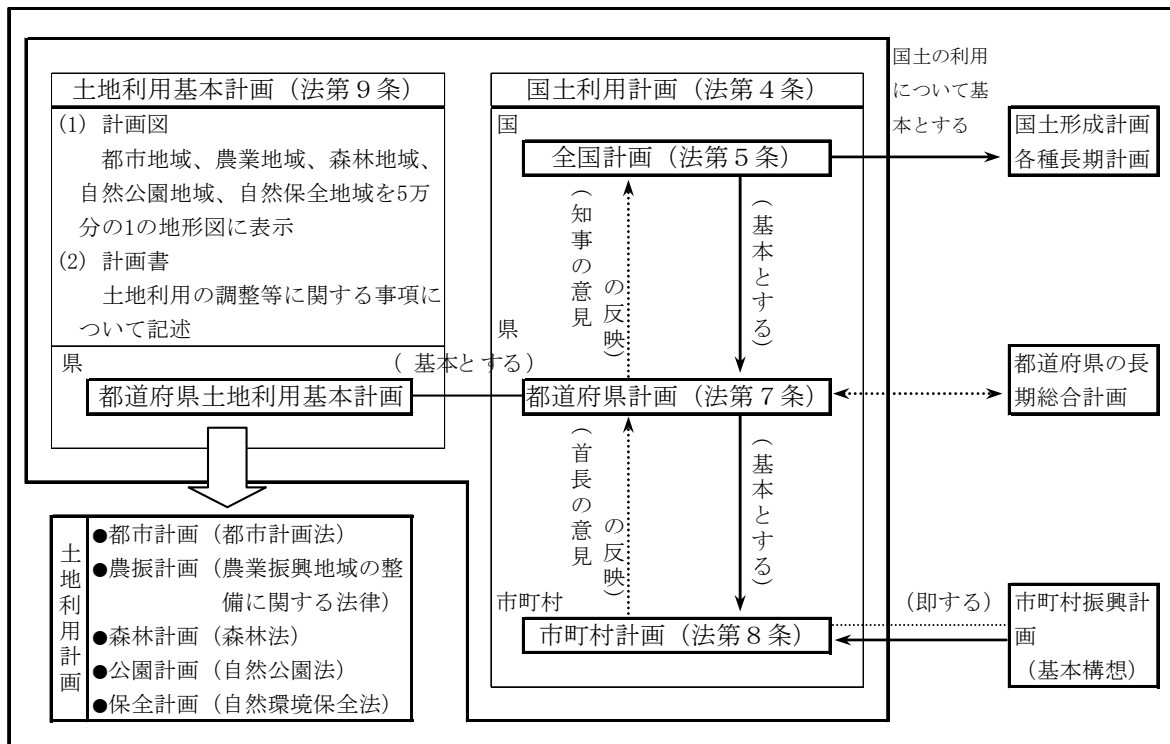 土地利用基本計画（法第９条）
(1) 計画図
都市地域、農業地域、森林地域、
自然公園地域、自然保全地域を5万
分の1の地形図に表示
(2) 計画書
土地利用の調整等に関する事項に
ついて記述
県
都道府県土地利用基本計画
（ 基本とする）
国土利用計画（法第４条）
国
全国計画（法第５条）
（知事の意見
の反映）
（基本とする）
県
都道府県計画（法第７条）
（首長の意見
の反映）
（基本とする）
市町村
市町村計画（法第８条）
国土の利用
について基
本とする
国土形成計画
各種長期計画
都道府県の長
期総合計画
（即する）
市町村振興計
画
（基本構想）
土地利用計画
●都市計画（都市計画法）
●農振計画（農業振興地域の整
備に関する法律）
●森林計画（森林法）
●公園計画（自然公園法）
●保全計画（自然環境保全法）